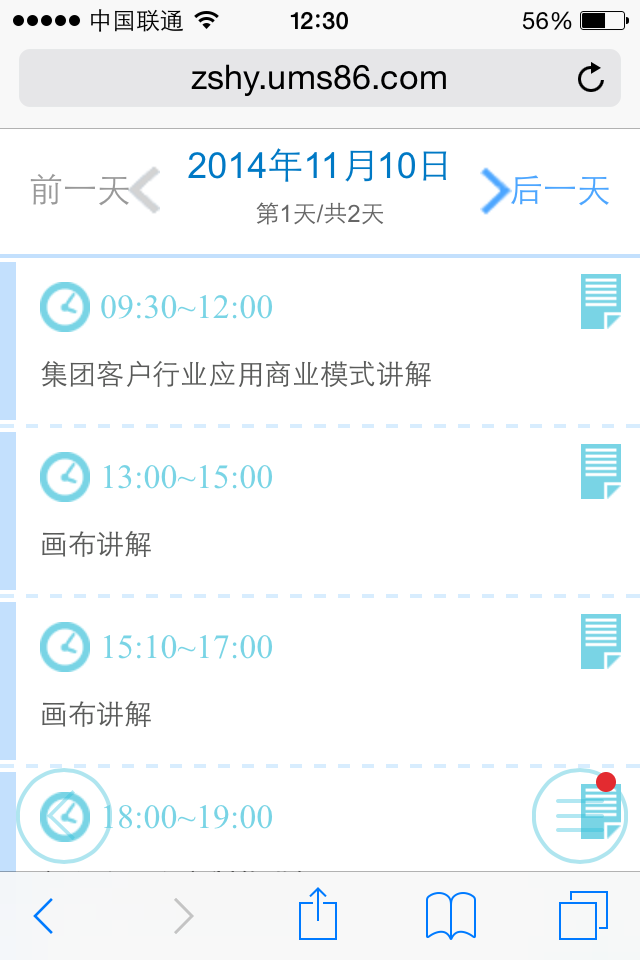 中国联通 12:30 56%
zshy.ums86.com
前一天 2014年11月10日 后一天
第1天/共2天
09:30~12:00
集团客户行业应用商业模式讲解
13:00~15:00
画布讲解
15:10~17:00
画布讲解
18:00~19:00